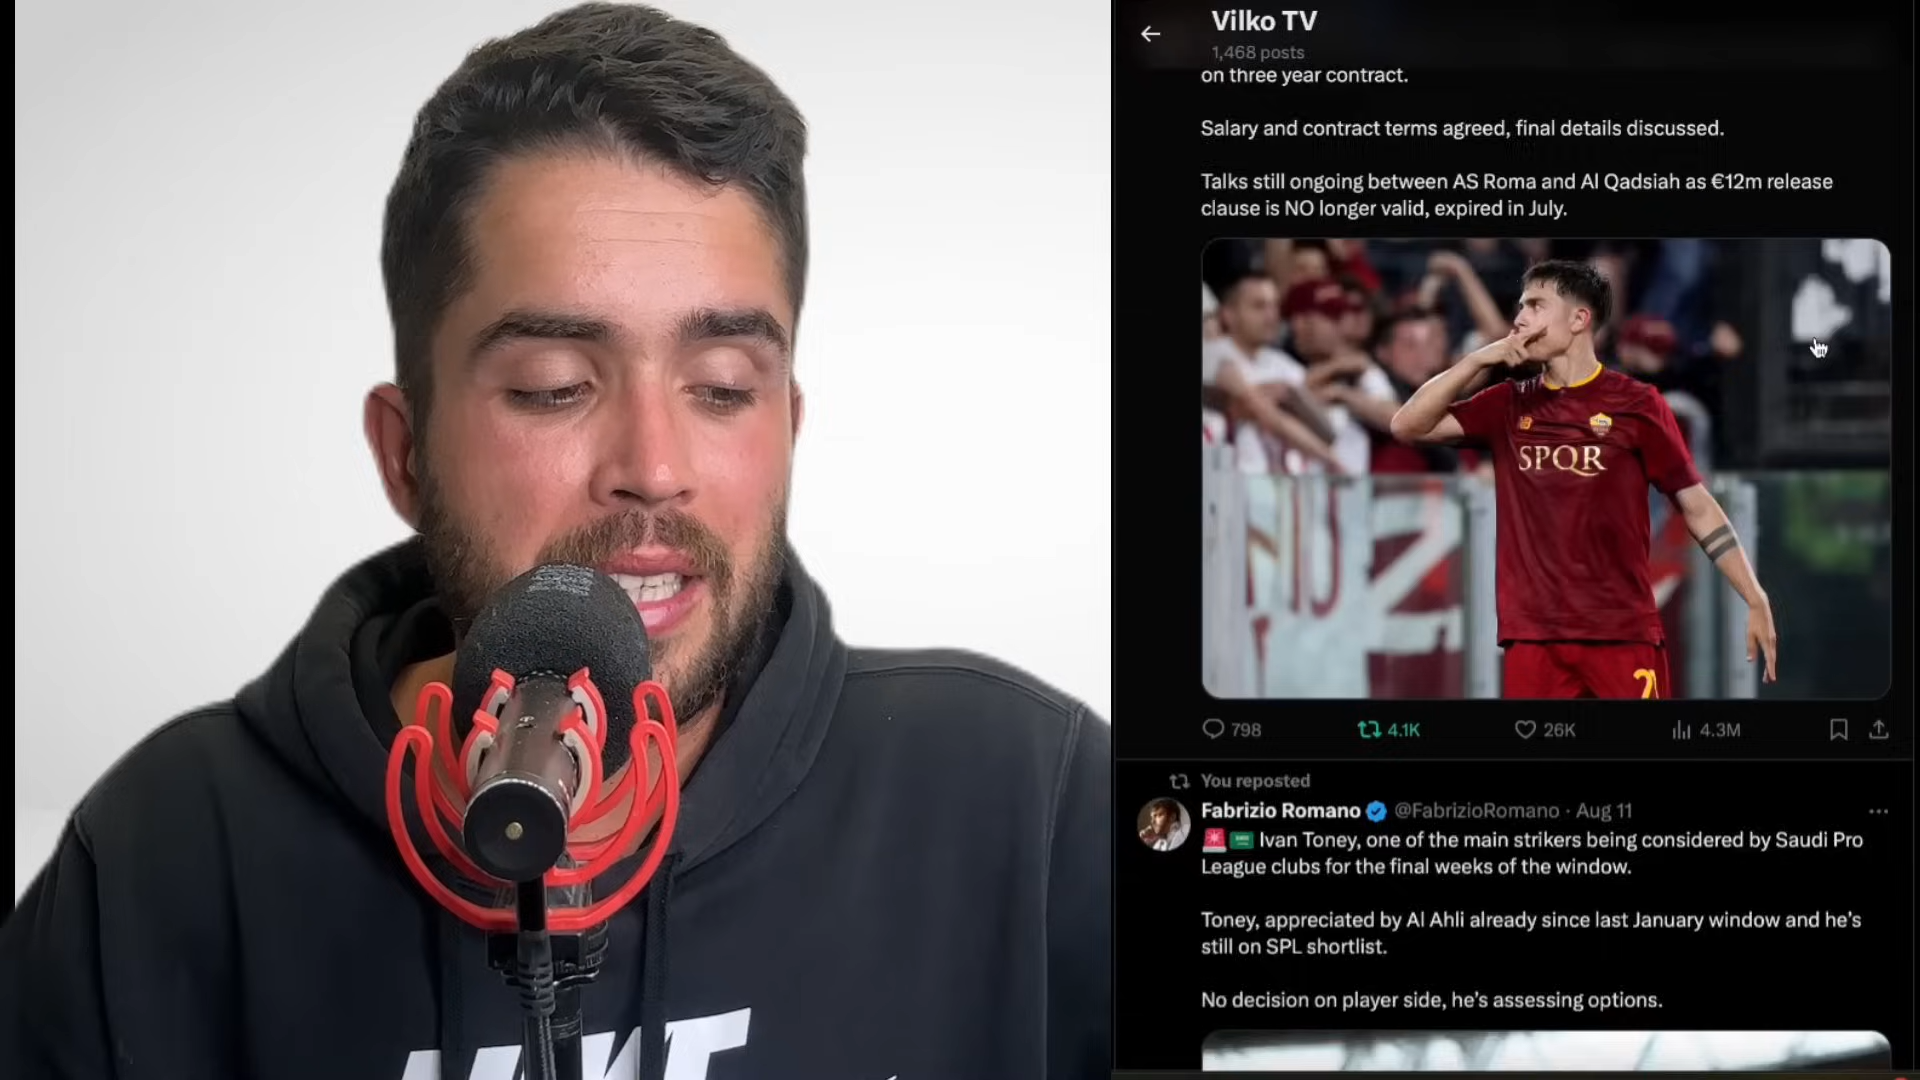 Vilko TV
1,468 posts
on three year contract.
Salary and contract terms agreed, final details discussed.
Talks still ongoing between AS Roma and Al Qadsiah as €12m release
clause is NO longer valid, expired in July.
SPQR
798 4.1K 26K 4.3M
You reposted
Fabrizio Romano @FabrizioRomano · Aug 11
Ivan Toney, one of the main strikers being considered by Saudi Pro
League clubs for the final weeks of the window.
Toney, appreciated by Al Ahli already since last January window and he's
still on SPL shortlist.
No decision on player side, he's assessing options.